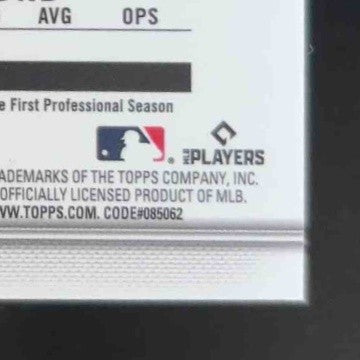 AVG OPS
e First Professional Season
MLB PLAYERS
ADEMARKS OF THE TOPPS COMPANY, INC.
OFFICIALLY LICENSED PRODUCT OF MLB.
WW.TOPPS.COM. CODE#085062